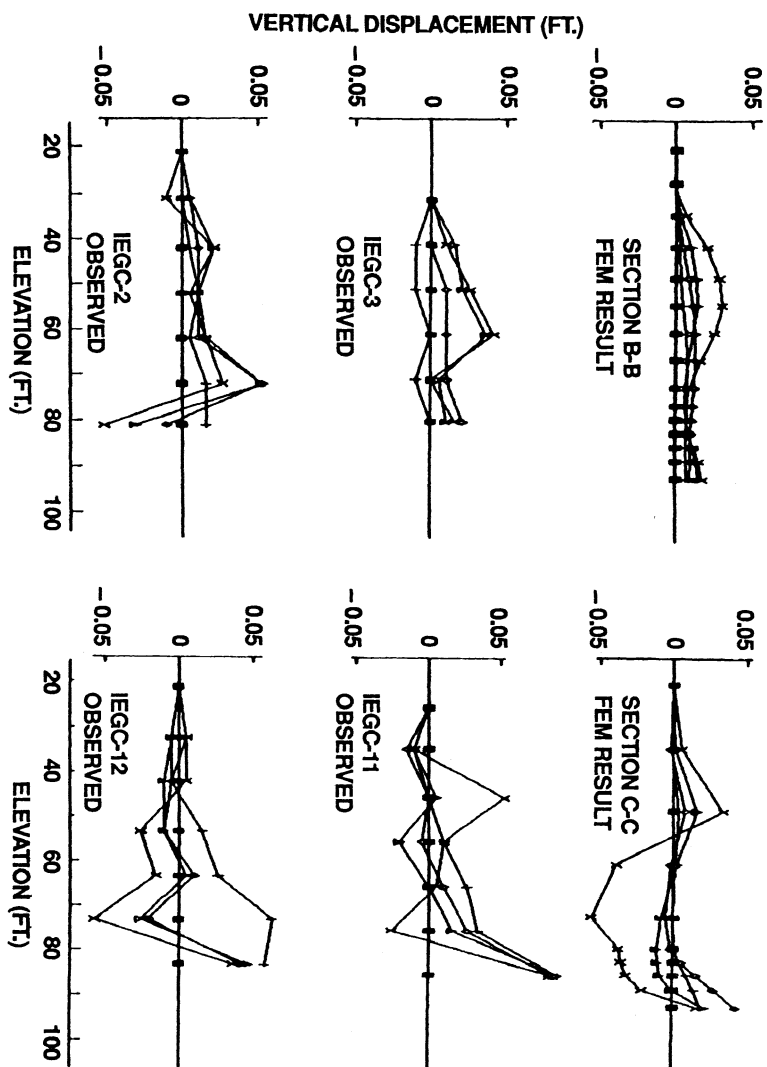 VERTICAL DISPLACEMENT (FT.)
0.05
0
– 0.05
SECTION B-B
FEM RESULT
0.05
0
– 0.05
SECTION C-C
FEM RESULT
0.05
0
– 0.05
IEGC-3
OBSERVED
0.05
0
– 0.05
IEGC-11
OBSERVED
0.05
0
– 0.05
IEGC-2
OBSERVED
20 40 60 80 100
ELEVATION (FT.)
0.05
0
– 0.05
IEGC-12
OBSERVED
20 40 60 80 100
ELEVATION (FT.)